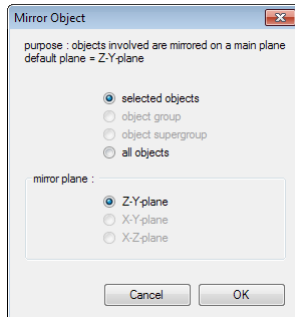 Mirror Object
purpose : objects involved are mirrored on a main plane
default plane = Z-Y-plane
selected objects
object group
object supergroup
all objects
mirror plane :
Z-Y-plane
X-Y-plane
X-Z-plane
Cancel OK